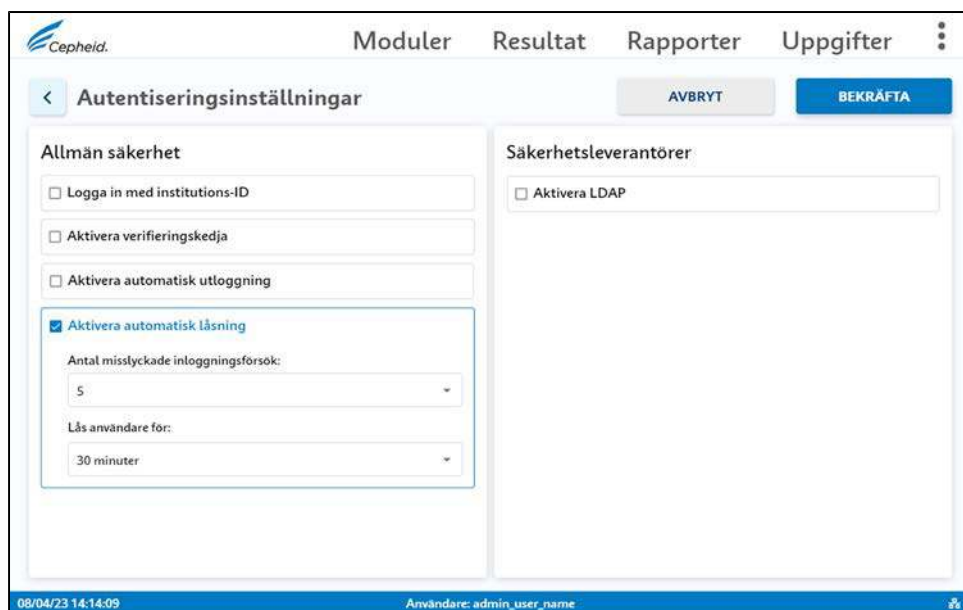 Cepheid.
Moduler Resultat Rapporter Uppgifter
Autentiseringsinställningar
AVBRYT
BEKRÄFTA
Allmän säkerhet
Logga in med institutions-ID
Aktivera verifieringskedja
Aktivera automatisk utloggning
Aktivera automatisk låsning
Antal misslyckade inloggningsförsök:
5
Lås användare för:
30 minuter
Säkerhetsleverantörer
Aktivera LDAP
08/04/23 14:14:09
Användare: admin_user_name